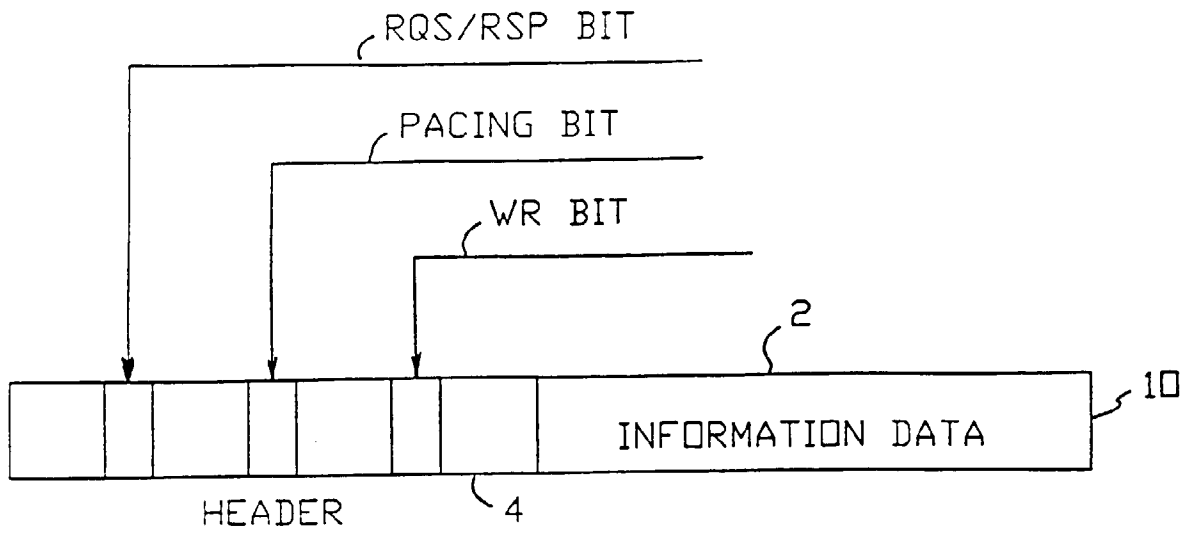 RQS/RSP BIT
PACING BIT
WR BIT
2
10
INFORMATION DATA
HEADER
4